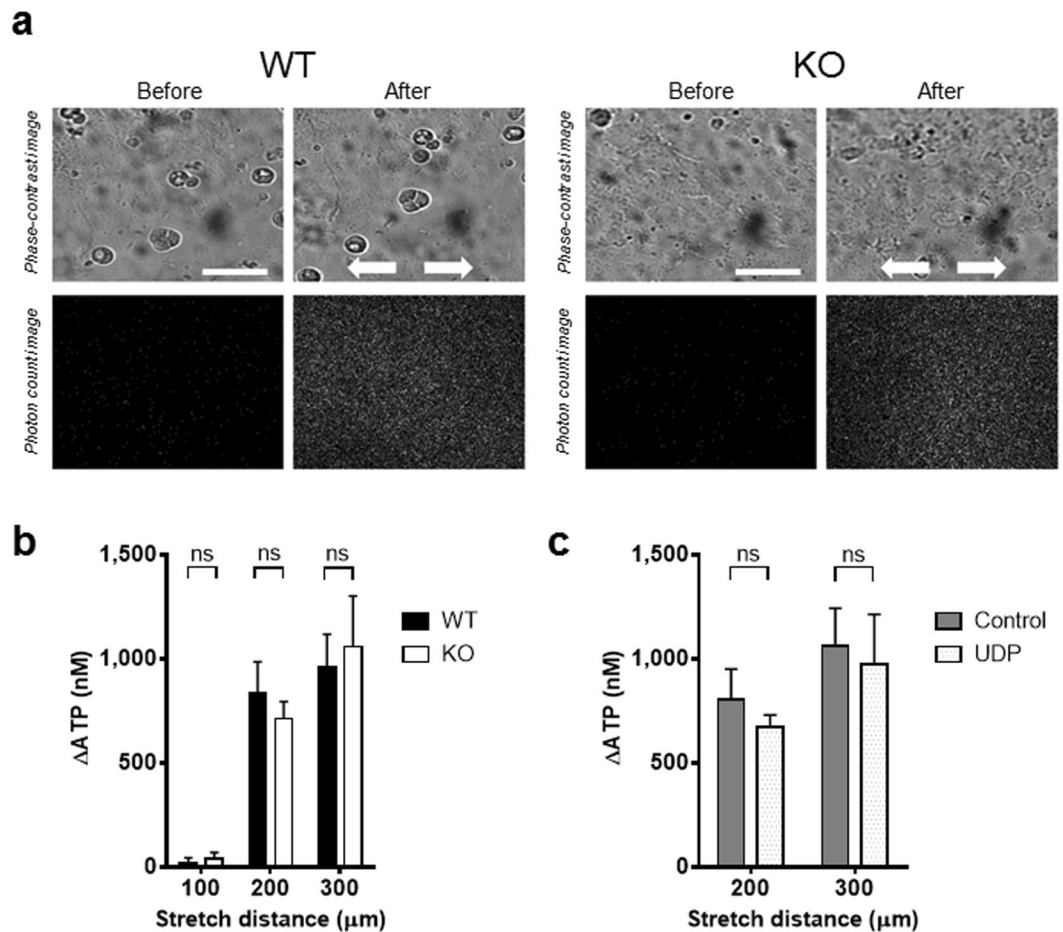 a
WT
KO
Before
After
Before
After
Phase-contrast image
Phase-contrast image
Photon count image
Photon count image
b
1,500
1,000
500
0
ΔATP (nM)
ns
ns
ns
WT
KO
100
200
300
Stretch distance (μm)
c
1,500
1,000
500
0
ΔATP (nM)
ns
ns
Control
UDP
200
300
Stretch distance (μm)